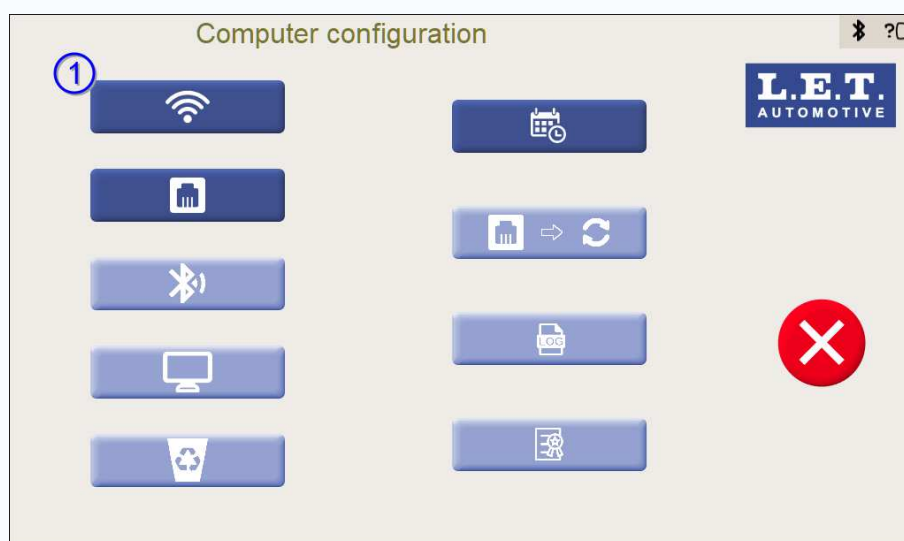 Computer configuration
?
1
L.E.T.
AUTOMOTIVE
LOG